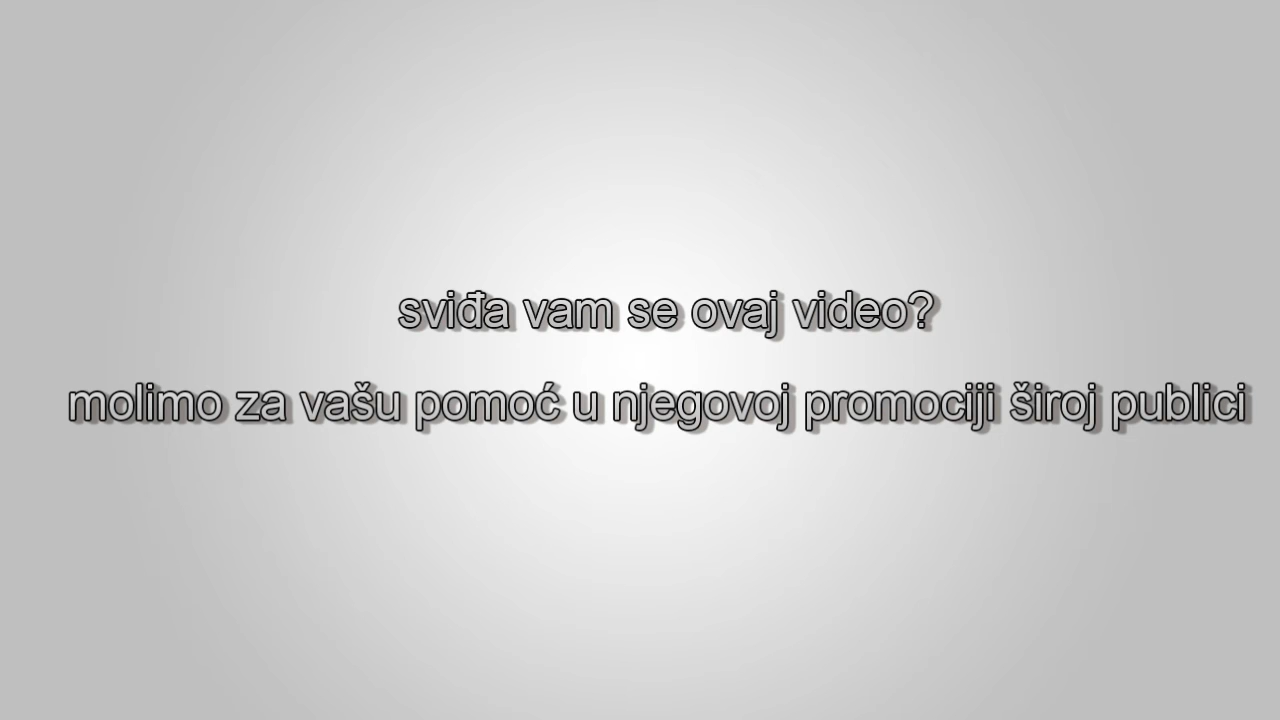 sviđa vam se ovaj video?
molimo za vašu pomoć u njegovoj promociji široj publici